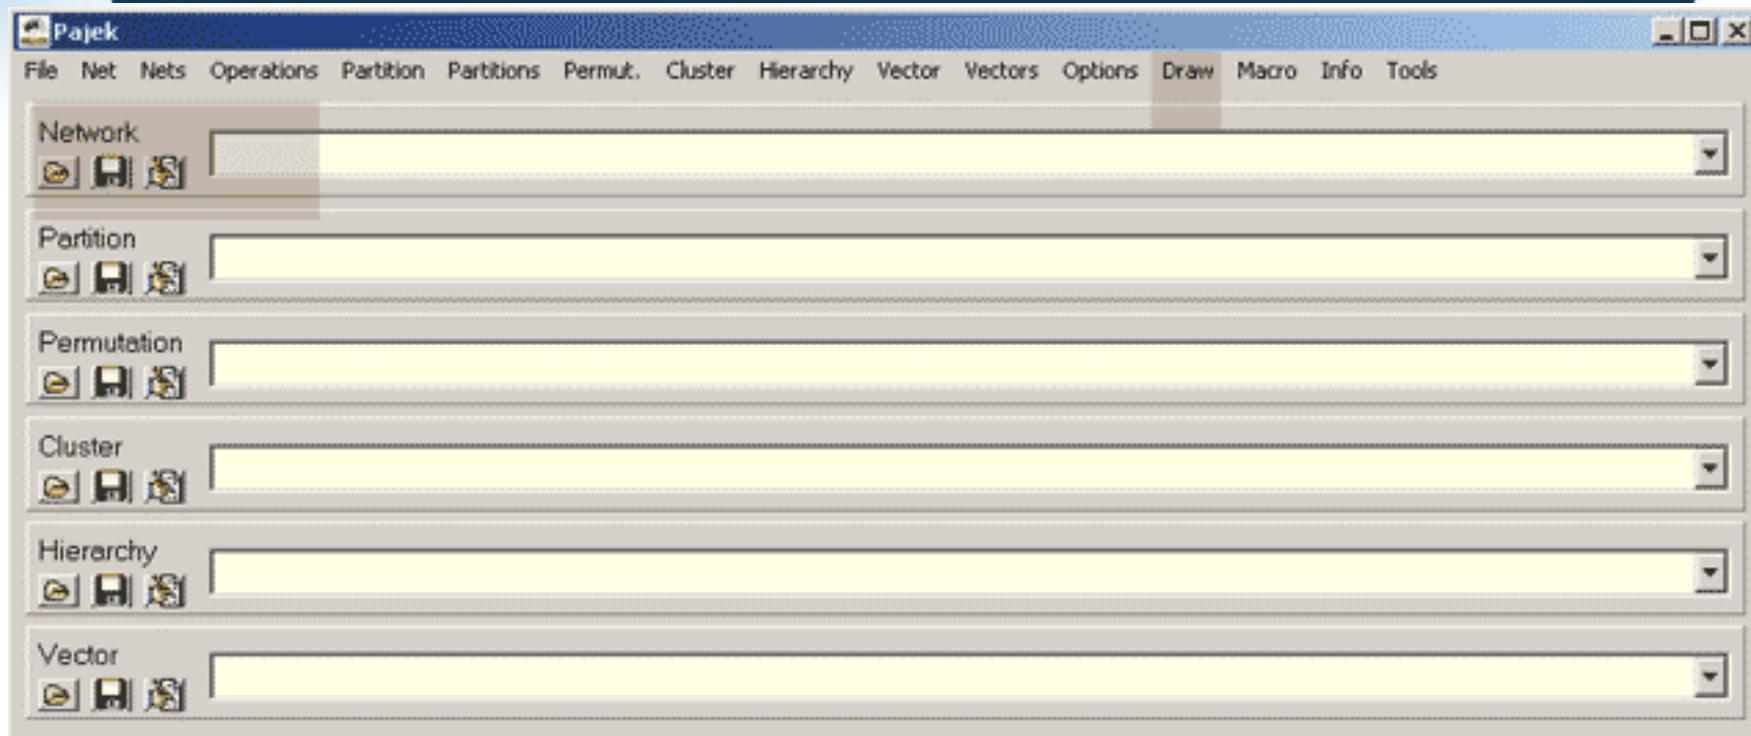 Pajek
File Net Nets Operations Partition Partitions Permut. Cluster Hierarchy Vector Vectors Options Draw Macro Info Tools
Network
Partition
Permutation
Cluster
Hierarchy
Vector